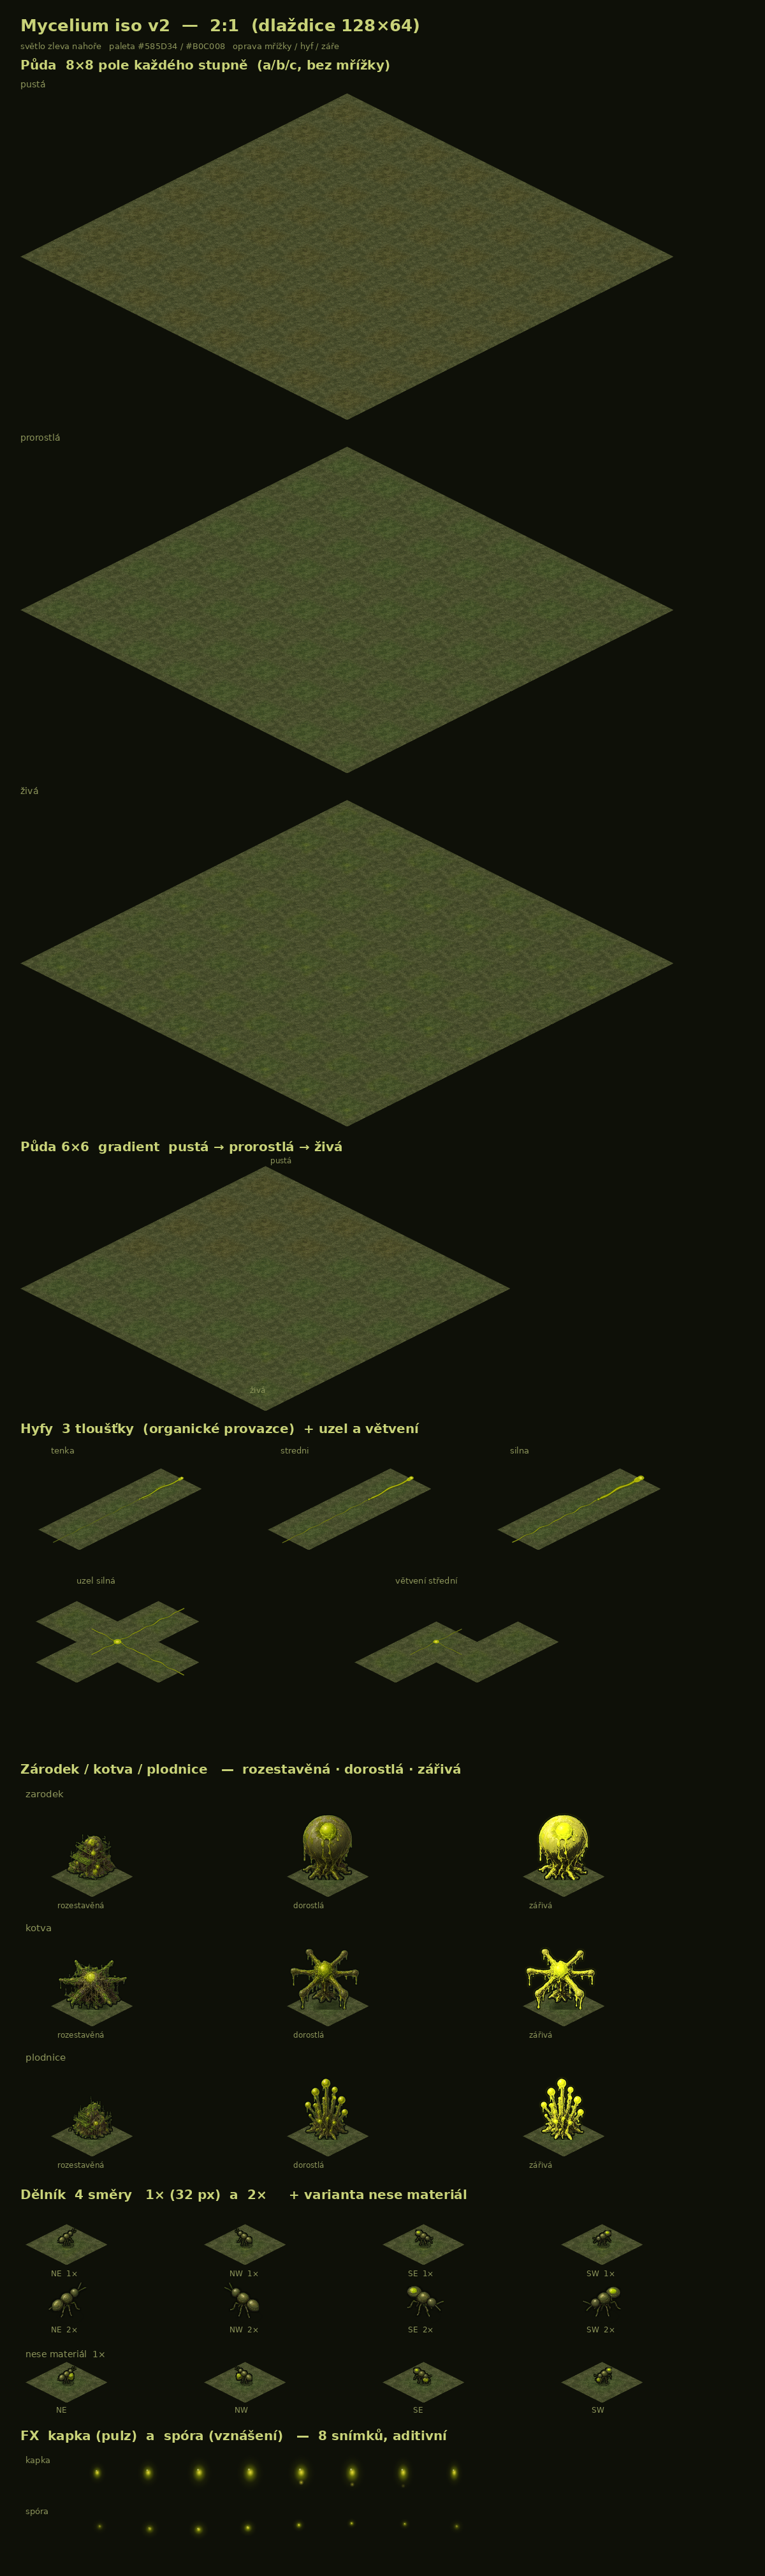 Mycelium iso v2 — 2:1 (dlaždice 128×64)
světlo zleva nahoře paleta #585D34 / #B0C008 oprava mřížky / hyf / záře
Půda 8×8 pole každého stupně (a/b/c, bez mřížky)
pustá
prorostlá
živá
Půda 6×6 gradient pustá → prorostlá → živá
pustá
živá
Hyfy 3 tloušťky (organické provazce) + uzel a větvení
tenka stredni silna
uzel silná větvení střední
Zárodek / kotva / plodnice — rozestavěná · dorostlá · zářivá
zarodek
rozestavěná dorostlá zářivá
kotva
rozestavěná dorostlá zářivá
plodnice
rozestavěná dorostlá zářivá
Dělník 4 směry 1× (32 px) a 2× + varianta nese materiál
NE 1× NW 1× SE 1× SW 1×
NE 2× NW 2× SE 2× SW 2×
nese materiál 1×
NE NW SE SW
FX kapka (pulz) a spóra (vznášení) — 8 snímků, aditivní
kapka
spóra